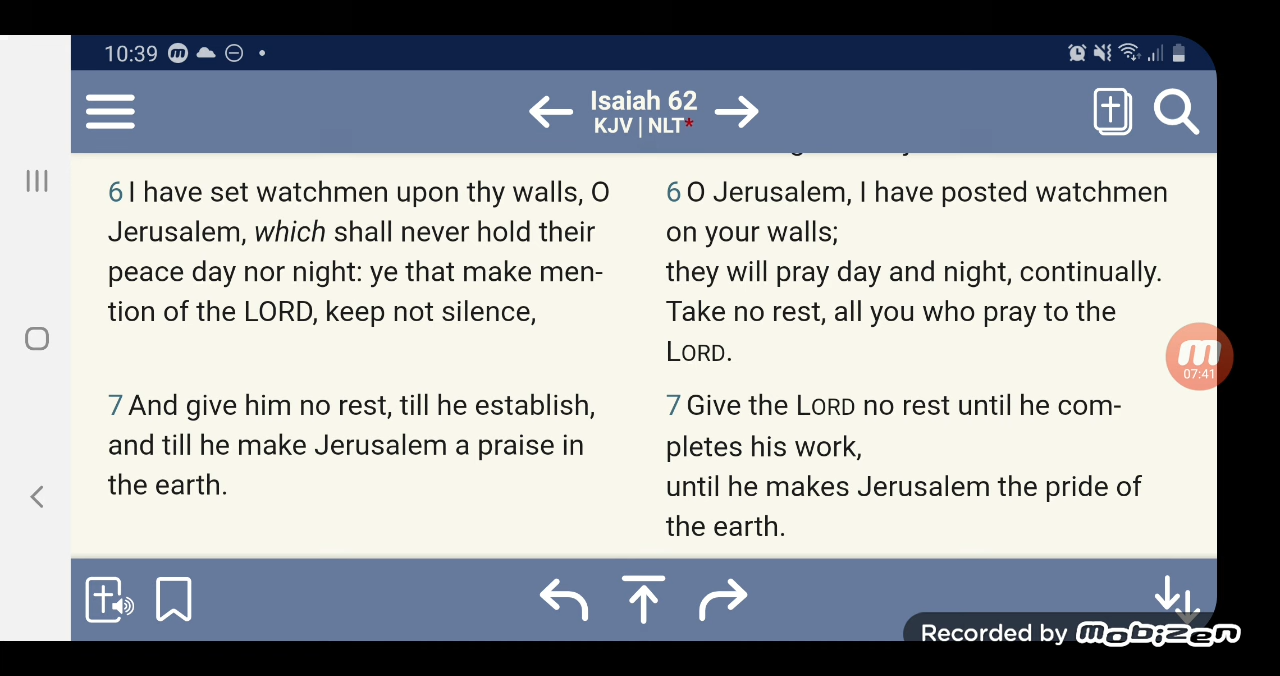 10:39
Isaiah 62
KJV | NLT*
6 I have set watchmen upon thy walls, O
Jerusalem, which shall never hold their
peace day nor night: ye that make men-
tion of the LORD, keep not silence,
7 And give him no rest, till he establish,
and till he make Jerusalem a praise in
the earth.
6 O Jerusalem, I have posted watchmen
on your walls;
they will pray day and night, continually.
Take no rest, all you who pray to the
LORD.
7 Give the LORD no rest until he com-
pletes his work,
until he makes Jerusalem the pride of
the earth.
07:41
Recorded by mobizen